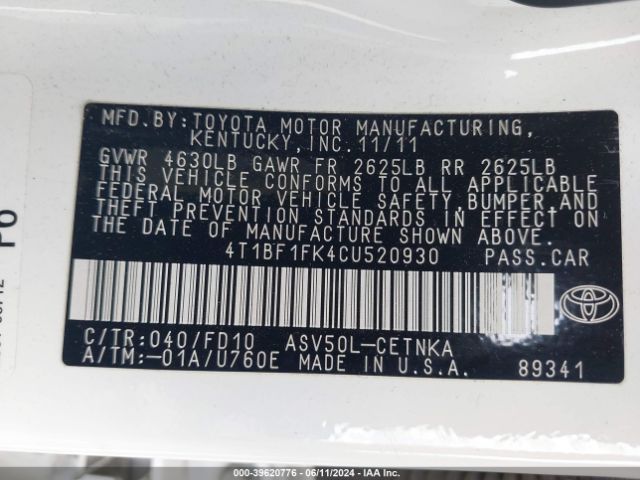 MFD.BY:TOYOTA MOTOR MANUFACTURING,
KENTUCKY,INC.11/11
GVWR 4630LB GAWR FR 2625LB RR 2625LB
THIS VEHICLE CONFORMS TO ALL APPLICABLE
FEDERAL MOTOR VEHICLE SAFETY,BUMPER,AND
THEFT PREVENTION STANDARDS IN EFFECT ON
THE DATE OF MANUFACTURE SHOWN ABOVE.
4T1BF1FK4CU520930 PASS.CAR
C/TR:040/FD10 ASV50L-CETNKA
A/TM:-01A/U760E MADE IN U.S.A. 89341
TOYOTA
000-39620776 - 06/11/2024 - IAA Inc.